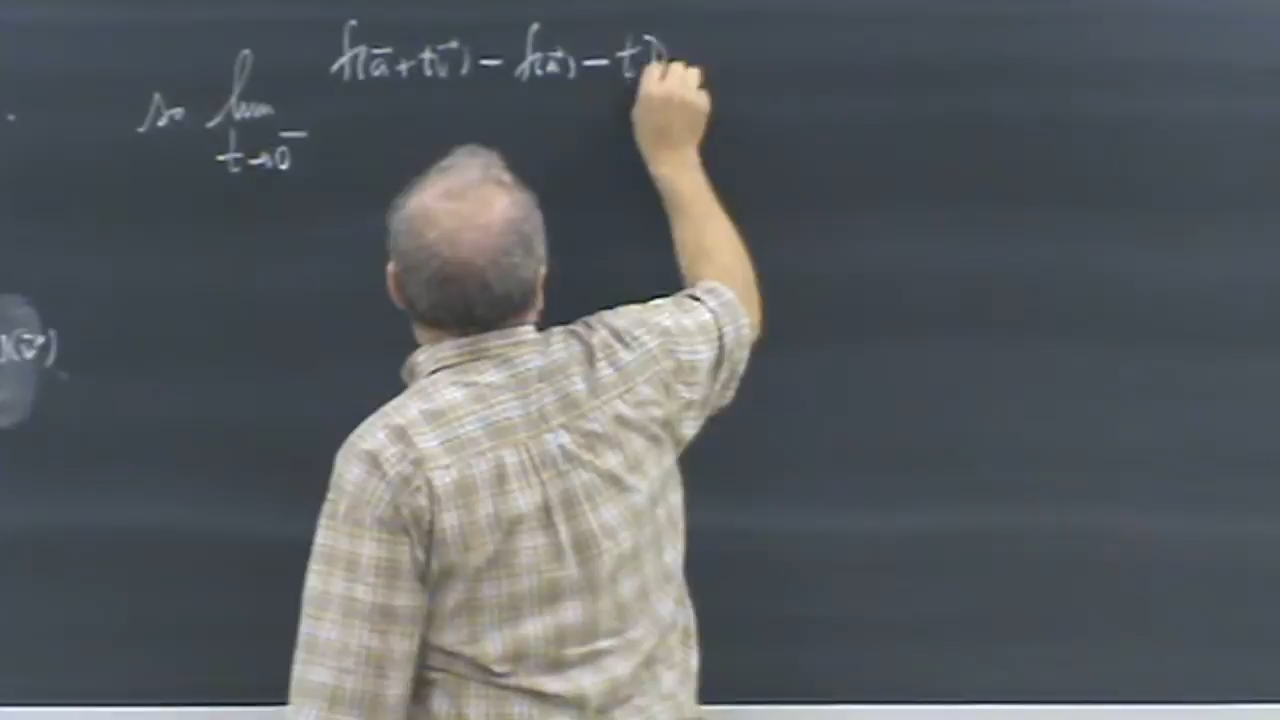 f(a⃗+tv⃗) - f(a⃗) - tD
so lim
t→0⁻
(v⃗)